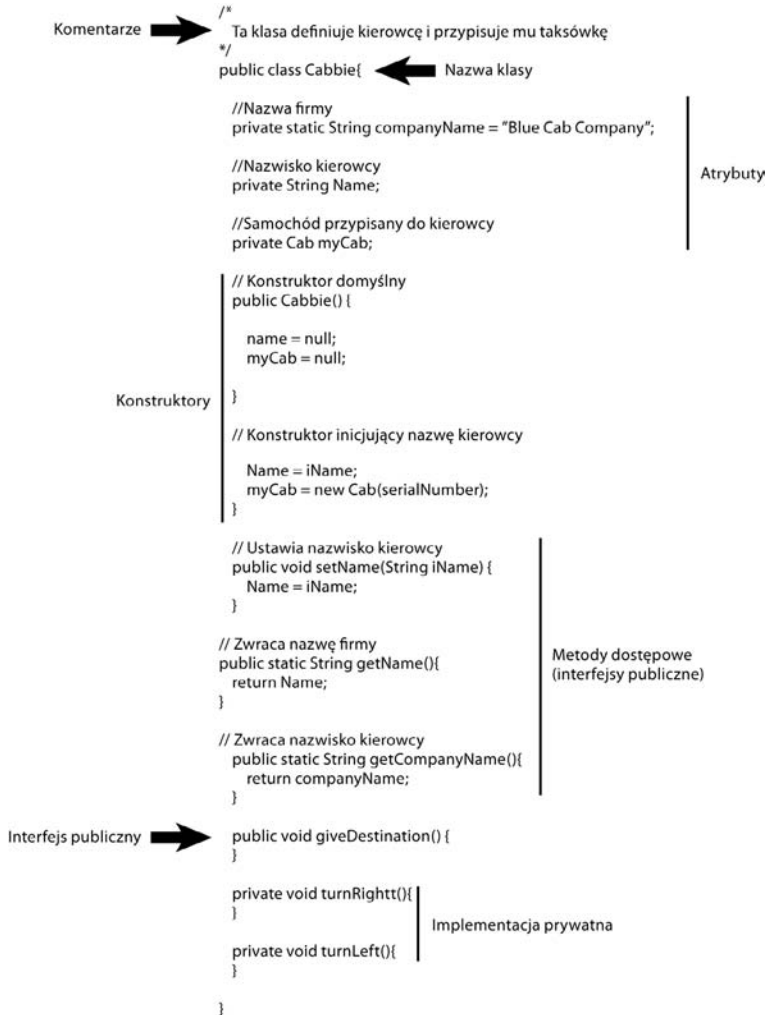 /*
Komentarze
Ta klasa definiuje kierowcę i przypisuje mu taksówkę
*/
public class Cabbie{
Nazwa klasy
//Nazwa firmy
private static String companyName = "Blue Cab Company";
//Nazwisko kierowcy
private String Name;
Atrybuty
//Samochód przypisany do kierowcy
private Cab myCab;
// Konstruktor domyślny
public Cabbie() {
name = null;
myCab = null;
}
Konstruktory
// Konstruktor inicjujący nazwę kierowcy
Name = iName;
myCab = new Cab(serialNumber);
}
// Ustawia nazwisko kierowcy
public void setName(String iName) {
Name = iName;
}
// Zwraca nazwę firmy
public static String getName(){
return Name;
}
Metody dostępowe
(interfejsy publiczne)
// Zwraca nazwisko kierowcy
public static String getCompanyName(){
return companyName;
}
Interfejs publiczny
public void giveDestination() {
}
private void turnRightt(){
}
Implementacja prywatna
private void turnLeft(){
}
}